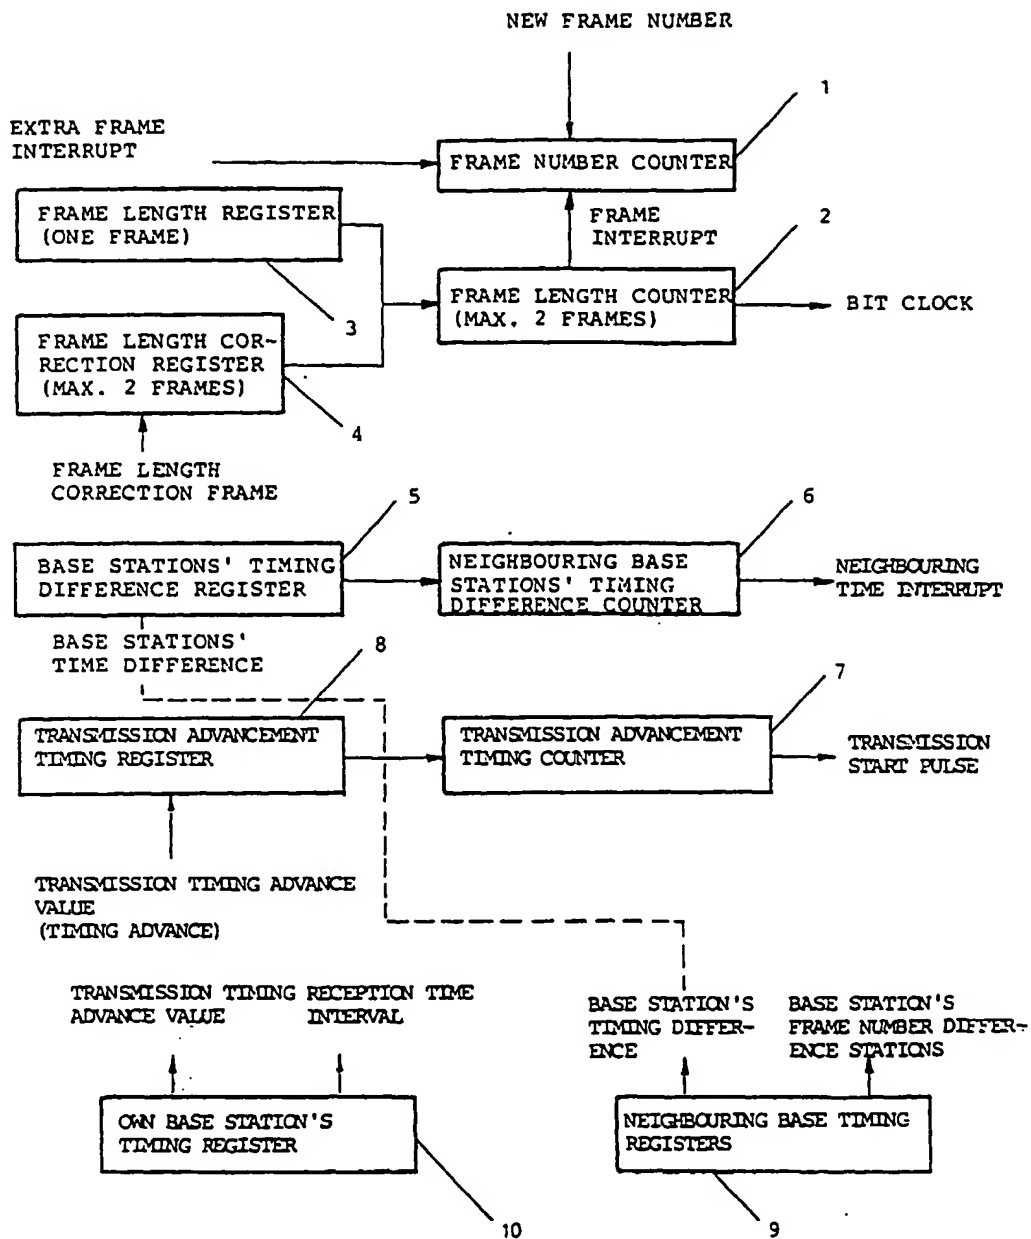 NEW FRAME NUMBER
1
EXTRA FRAME
INTERRUPT
FRAME NUMBER COUNTER
FRAME LENGTH REGISTER
(ONE FRAME)
FRAME
INTERRUPT
2
3
FRAME LENGTH COUNTER
(MAX. 2 FRAMES)
BIT CLOCK
FRAME LENGTH COR-
RECTION REGISTER
(MAX. 2 FRAMES)
4
FRAME LENGTH
CORRECTION FRAME
5
6
BASE STATIONS' TIMING
DIFFERENCE REGISTER
NEIGHBOURING BASE
STATIONS' TIMING
DIFFERENCE COUNTER
NEIGHBOURING
TIME INTERRUPT
BASE STATIONS'
TIME DIFFERENCE
8
7
TRANSMISSION ADVANCEMENT
TIMING REGISTER
TRANSMISSION ADVANCEMENT
TIMING COUNTER
TRANSMISSION
START PULSE
TRANSMISSION TIMING ADVANCE
VALUE
(TIMING ADVANCE)
TRANSMISSION TIMING
ADVANCE VALUE
RECEPTION TIME
INTERVAL
BASE STATION'S
TIMING DIFFER-
ENCE
BASE STATION'S
FRAME NUMBER DIFFER-
ENCE STATIONS
OWN BASE STATION'S
TIMING REGISTER
10
NEIGHBOURING BASE TIMING
REGISTERS
9